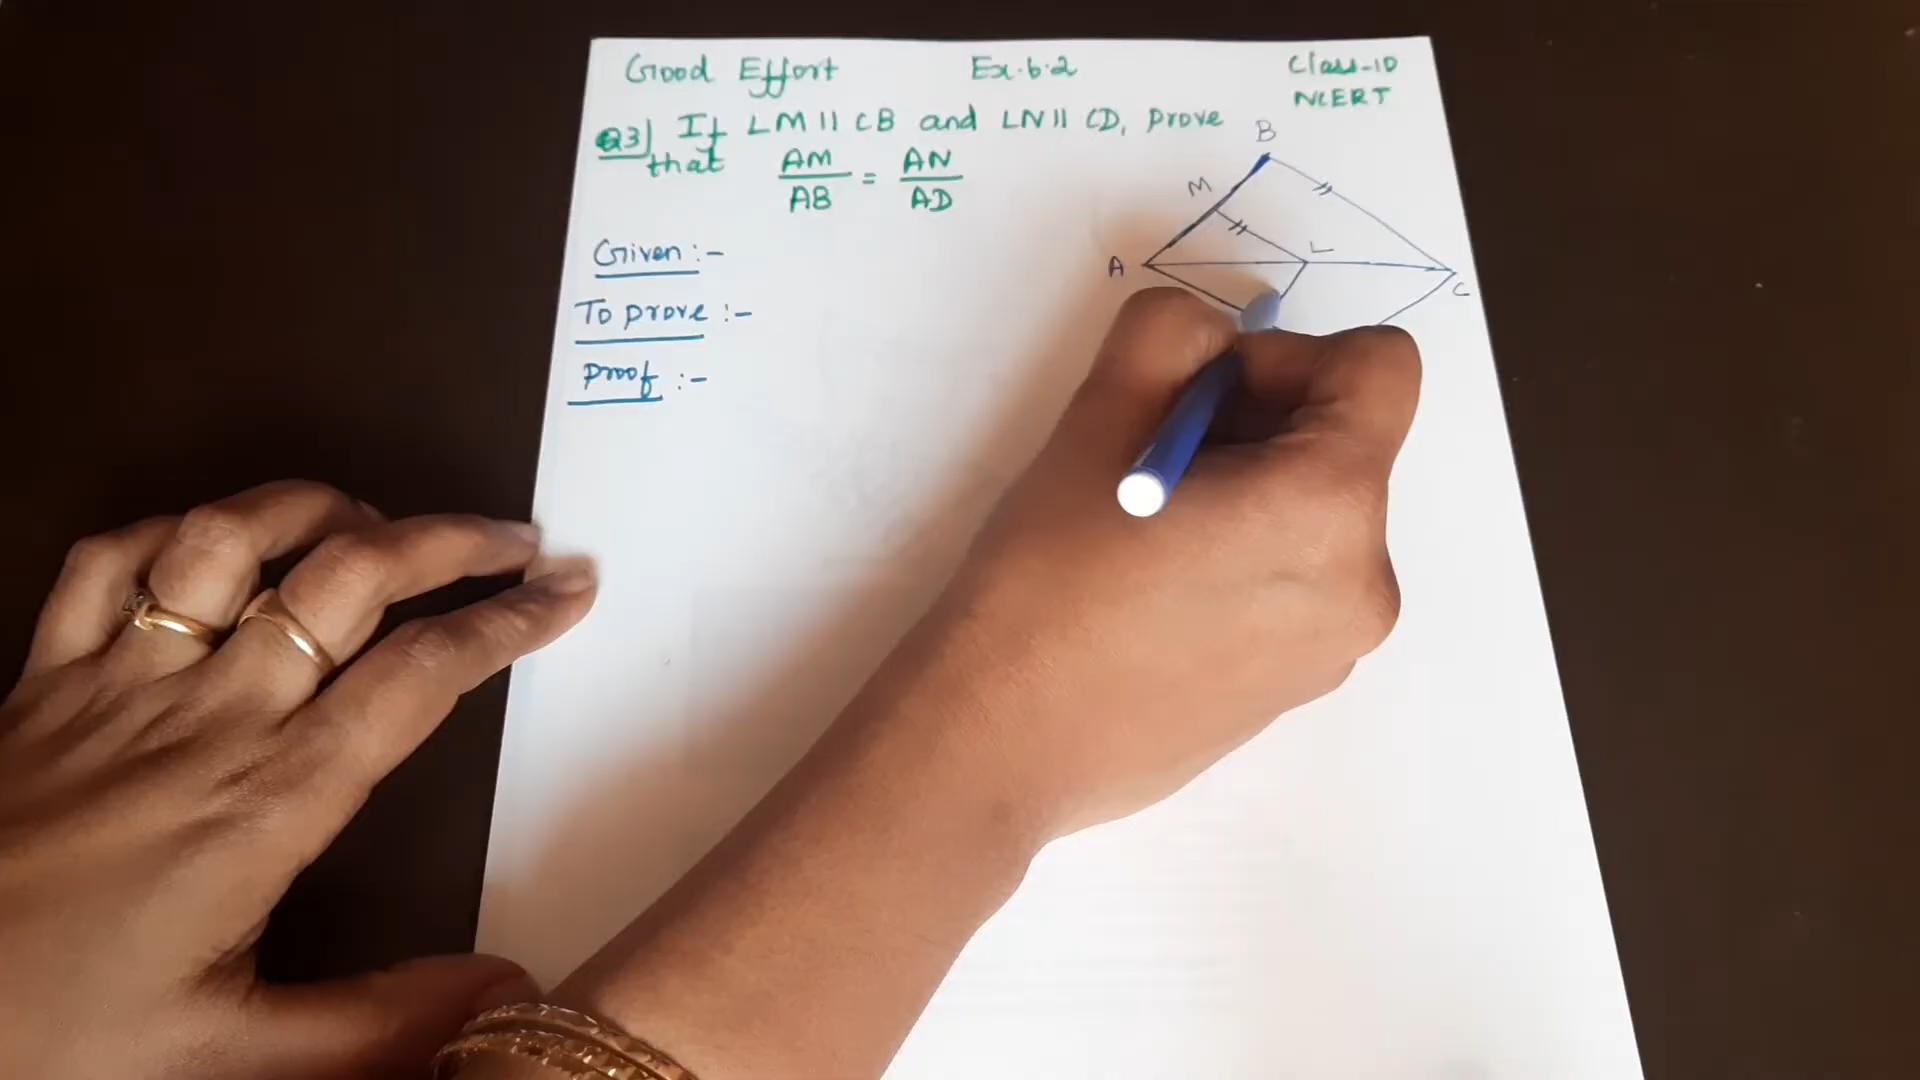 Good Effort Ex.6.2 Class-10
NCERT
Q3) If LM || CB and LN || CD, prove
that AM/AB = AN/AD
B
M
L
A
C
Given :-
To prove :-
Proof :-